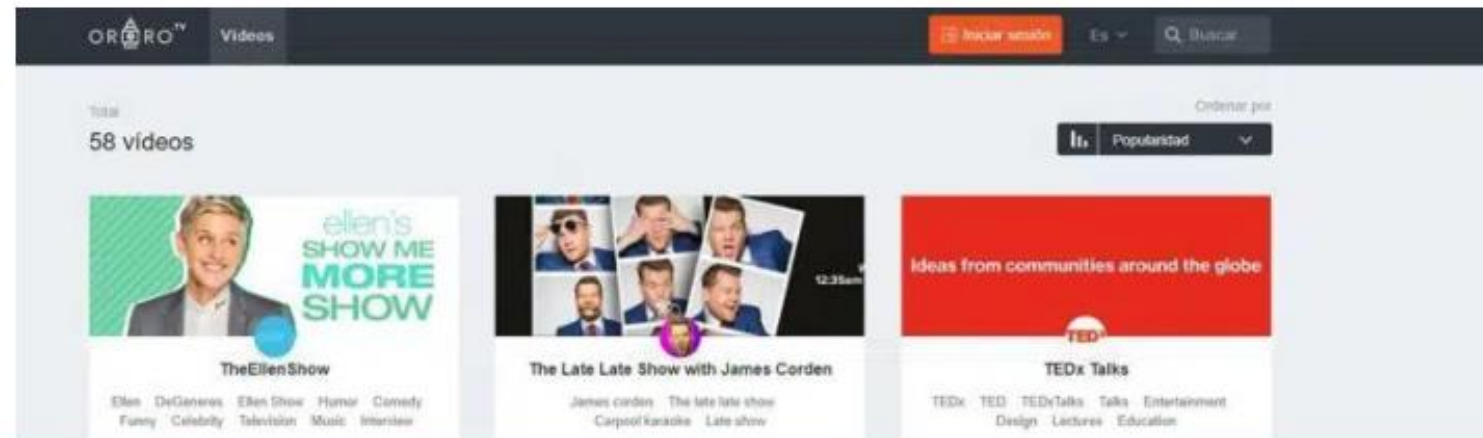 ORORO TV Vídeos Iniciar sesión Es Buscar
Total Ordenar por
58 vídeos Popularidad
ellen's
SHOW ME
MORE
SHOW
12:35am
Ideas from communities around the globe
TED
TheEllenShow The Late Late Show with James Corden TEDx Talks
Ellen DeGeneres Ellen Show Humor Comedy James corden The late late show TEDx TED TEDxTalks Talks Entertainment
Funny Celebrity Television Music Interview Carpool karaoke Late show Design Lectures Education